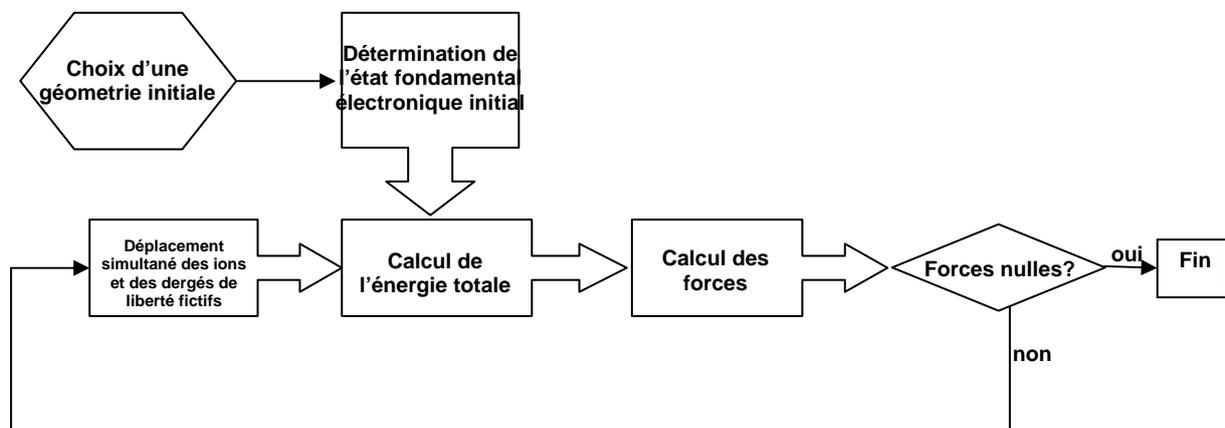 Choix d’une
géometrie initiale
Détermination de
l’état fondamental
électronique initial
Déplacement
simultané des ions
et des dergés de
liberté fictifs
Calcul de
l’énergie totale
Calcul des
forces
Forces nulles?
oui
Fin
non